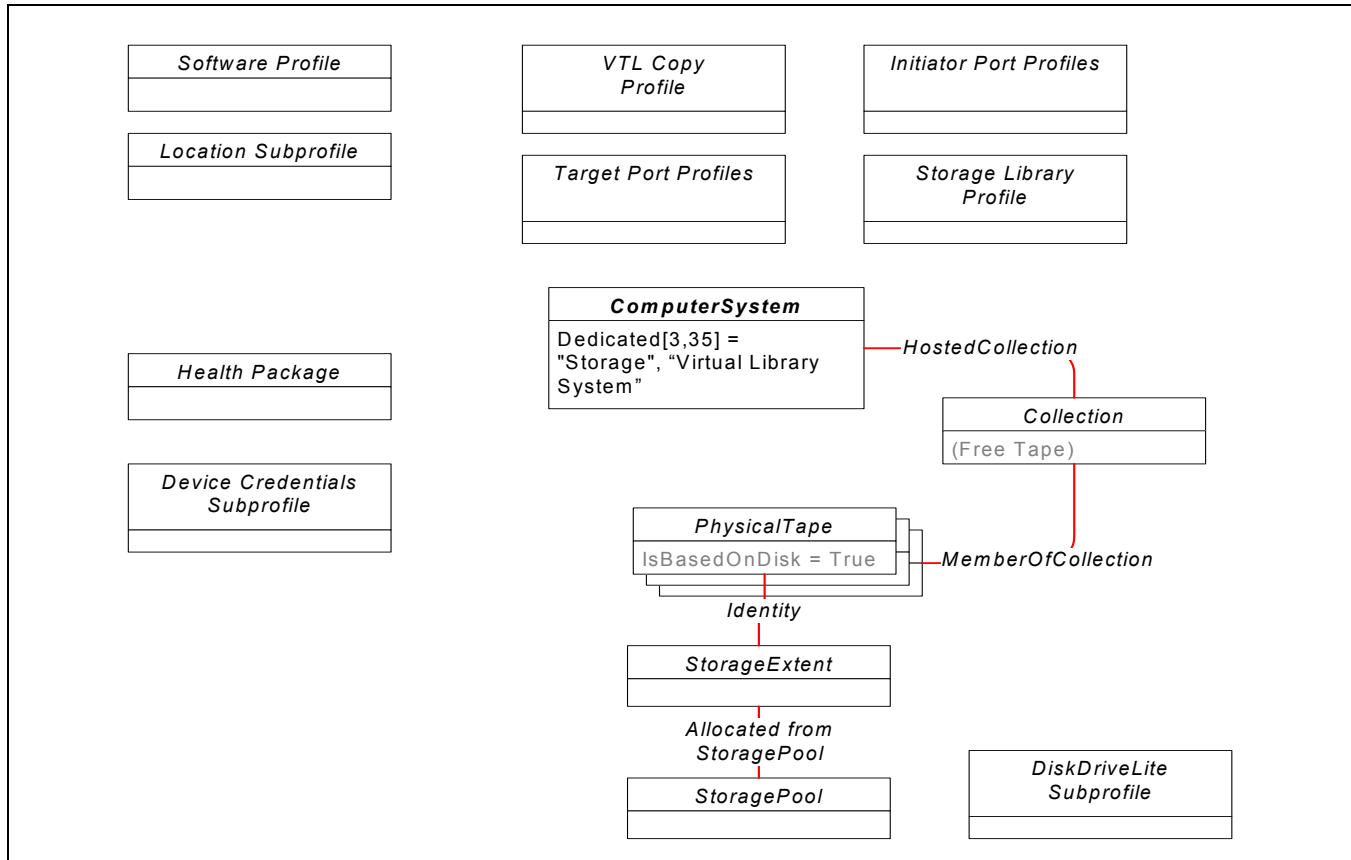 Software Profile
VTL Copy
Profile
Initiator Port Profiles
Location Subprofile
Target Port Profiles
Storage Library
Profile
ComputerSystem
Dedicated[3,35] =
"Storage", “Virtual Library
System”
HostedCollection
Health Package
Collection
(Free Tape)
Device Credentials
Subprofile
PhysicalTape
IsBasedOnDisk = True
MemberOfCollection
Identity
StorageExtent
Allocated from
StoragePool
StoragePool
DiskDriveLite
Subprofile